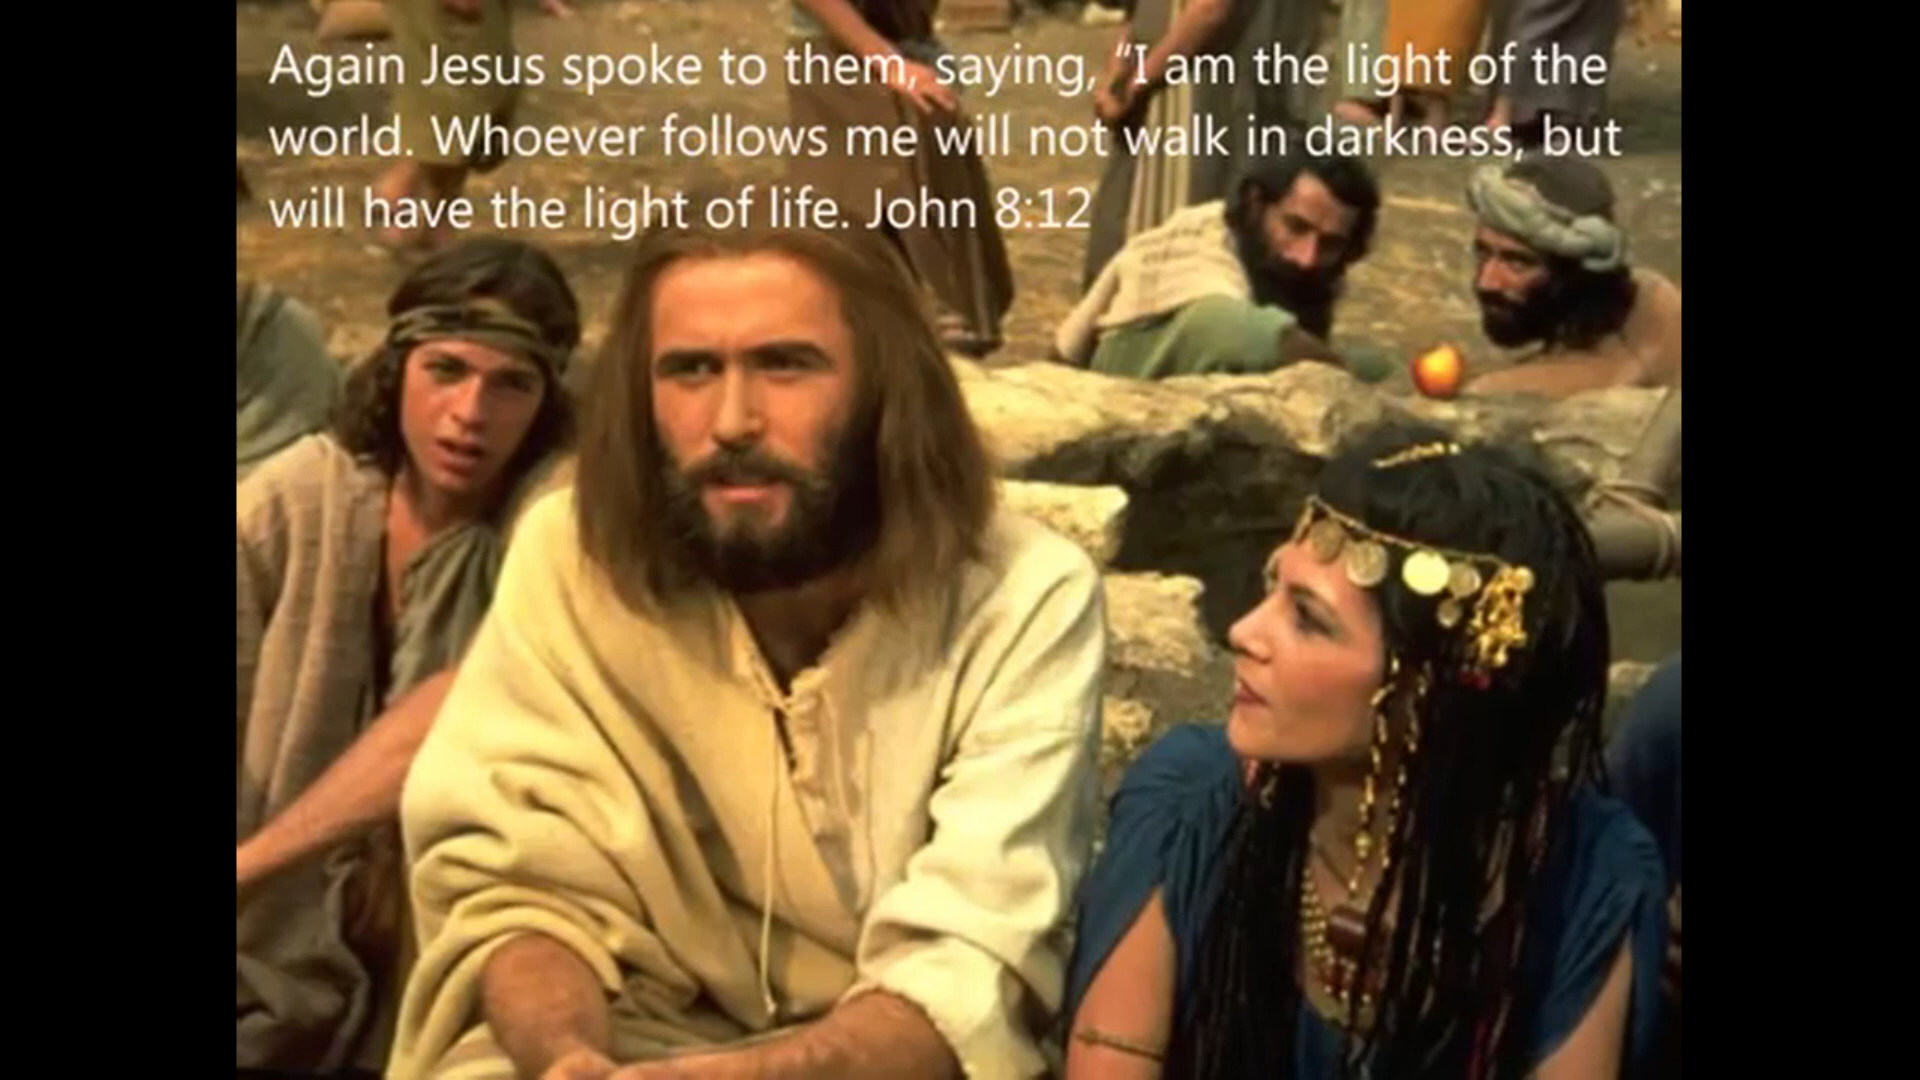 Again Jesus spoke to them, saying, “I am the light of the
world. Whoever follows me will not walk in darkness, but
will have the light of life. John 8:12